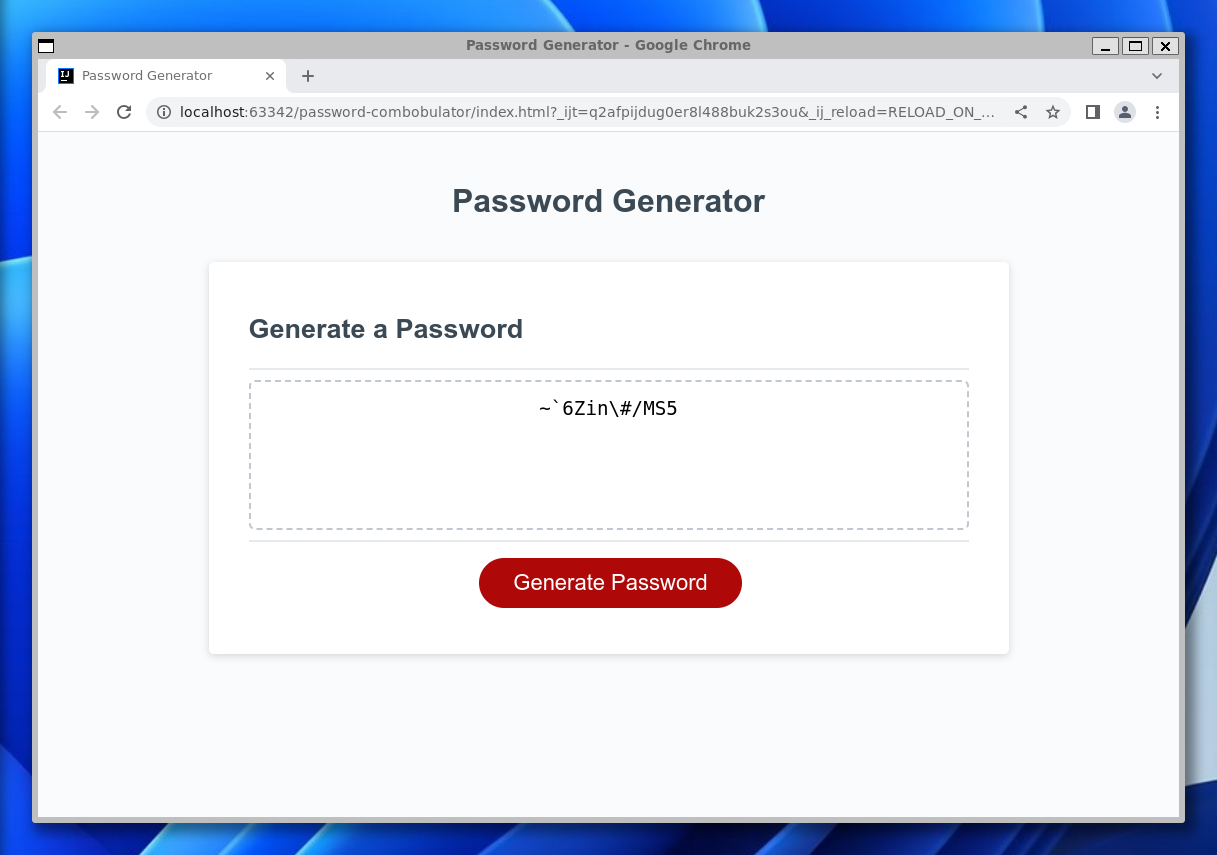 Password Generator - Google Chrome
Password Generator
localhost:63342/password-combobulator/index.html?_ijt=q2afpijdug0er8l488buk2s3ou&_ij_reload=RELOAD_ON_...
Password Generator
Generate a Password
~`6Zin\#/MS5
Generate Password